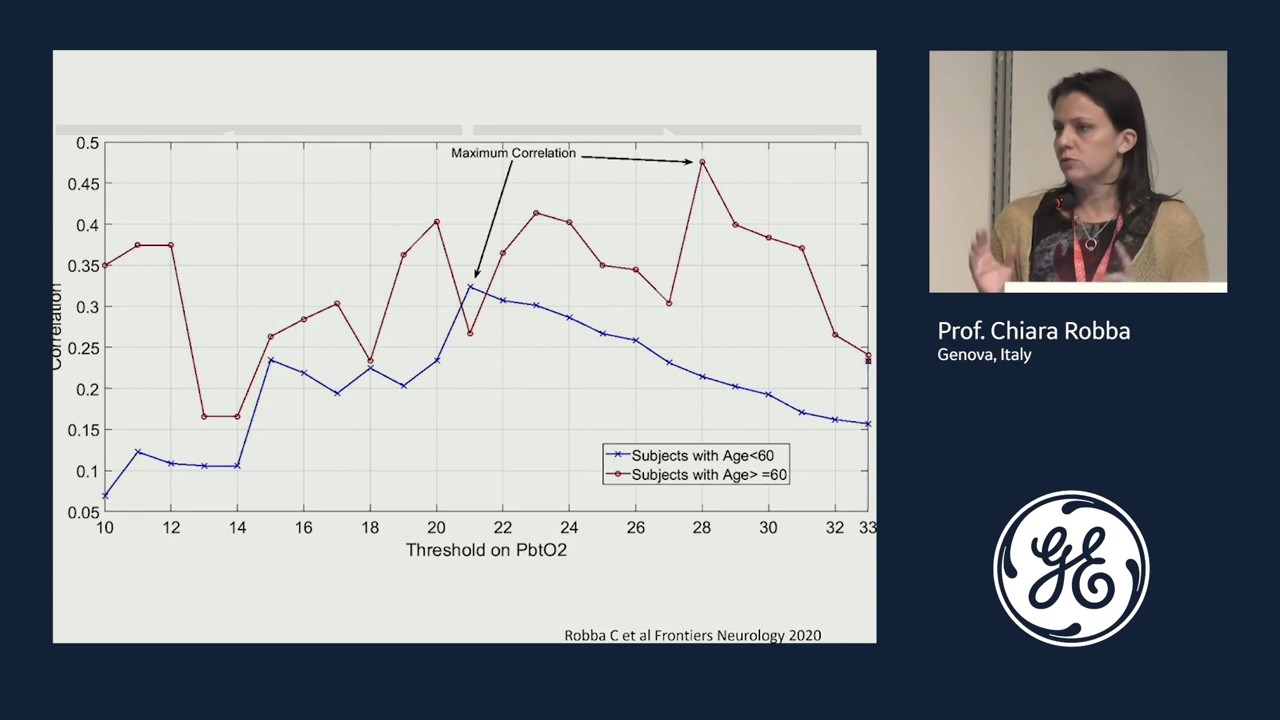 Maximum Correlation
0.5
0.45
0.4
0.35
0.3
0.25
0.2
0.15
0.1
0.05
Correlation
Subjects with Age<60
Subjects with Age> =60
10 12 14 16 18 20 22 24 26 28 30 32 33
Threshold on PbtO2
Robba C et al Frontiers Neurology 2020
Prof. Chiara Robba
Genova, Italy
GE